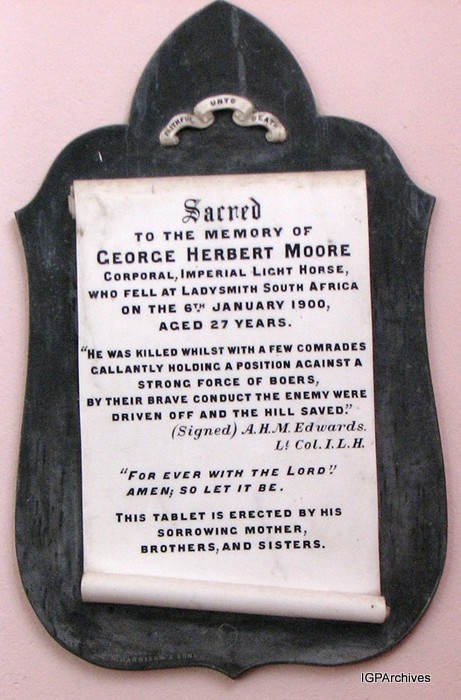 FAITHFUL UNTO DEATH
Sacred
TO THE MEMORY OF
GEORGE HERBERT MOORE
CORPORAL, IMPERIAL LIGHT HORSE,
WHO FELL AT LADYSMITH SOUTH AFRICA
ON THE 6TH JANUARY 1900,
AGED 27 YEARS.
"HE WAS KILLED WHILST WITH A FEW COMRADES
GALLANTLY HOLDING A POSITION AGAINST A
STRONG FORCE OF BOERS,
BY THEIR BRAVE CONDUCT THE ENEMY WERE
DRIVEN OFF AND THE HILL SAVED."
(Signed) A.H.M. Edwards.
Lt Col. I.L.H.
"FOR EVER WITH THE LORD"!
AMEN; SO LET IT BE.
THIS TABLET IS ERECTED BY HIS
SORROWING MOTHER,
BROTHERS, AND SISTERS.
IGPArchives